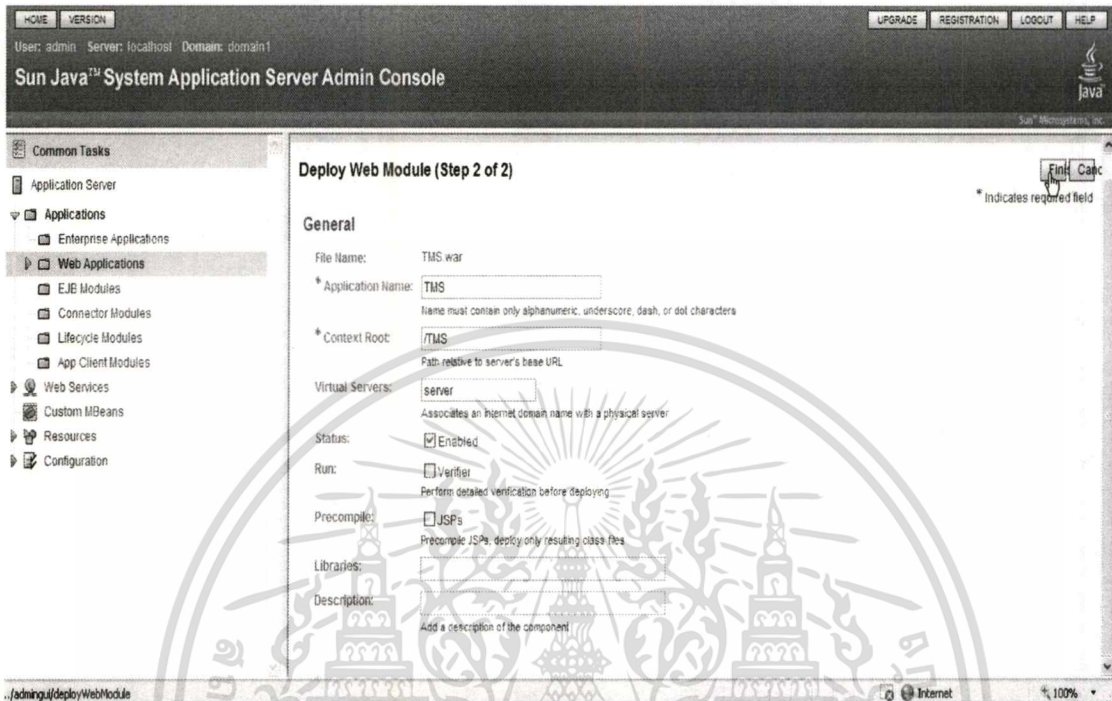 HOME VERSION UPGRADE REGISTRATION LOGOUT HELP
User: admin Server: localhost Domain: domain1
Sun Java™ System Application Server Admin Console
Java
Sun™ Microsystems, Inc.
Common Tasks
Application Server
Applications
Enterprise Applications
Web Applications
EJB Modules
Connector Modules
Lifecycle Modules
App Client Modules
Web Services
Custom MBeans
Resources
Configuration
Deploy Web Module (Step 2 of 2)
Finis Canc
* Indicates required field
General
File Name: TMS.war
* Application Name: TMS
Name must contain only alphanumeric, underscore, dash, or dot characters
* Context Root: /TMS
Path relative to server's base URL
Virtual Servers: server
Associates an internet domain name with a physical server
Status: Enabled
Run: Verifier
Perform detailed verification before deploying
Precompile: JSPs
Precompile JSPs, deploy only resulting class files
Libraries:
Description:
Add a description of the component
../admingui/deployWebModule Internet 100%